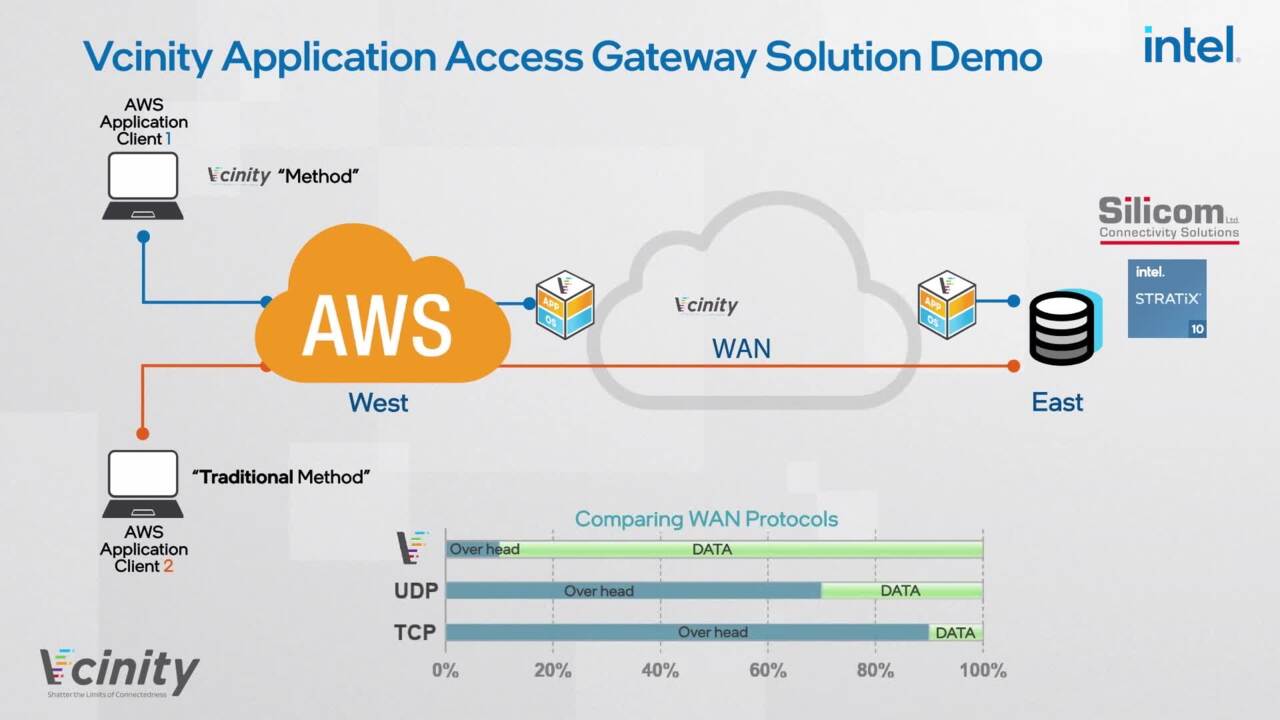 Vcinity Application Access Gateway Solution Demo
intel.
AWS
Application
Client 1
Vcinity "Method"
Silicom Ltd.
Connectivity Solutions
intel.
STRATIX
10
V
APP
OS
V
APP
OS
Vcinity
AWS
WAN
West
East
"Traditional Method"
AWS
Application
Client 2
Comparing WAN Protocols
V Over head DATA
UDP Over head DATA
TCP Over head DATA
0% 20% 40% 60% 80% 100%
Vcinity
Shatter the Limits of Connectedness